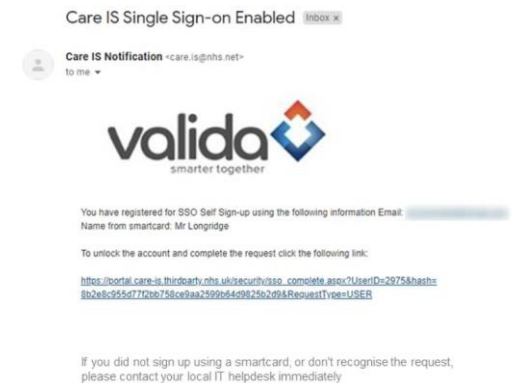 Care IS Single Sign-on Enabled Inbox x
Care IS Notification <care.is@nhs.net>
to me
valida
smarter together
You have registered for SSO Self Sign-up using the following information Email:
Name from smartcard: Mr Longridge
To unlock the account and complete the request click the following link:
https://portal.care-is.thirdparty.nhs.uk/security/sso_complete.aspx?UserID=2975&hash=
8b2e8c955d77f2bb758ce9aa2599b64d9825b2d9&RequestType=USER
If you did not sign up using a smartcard, or don't recognise the request,
please contact your local IT helpdesk immediately